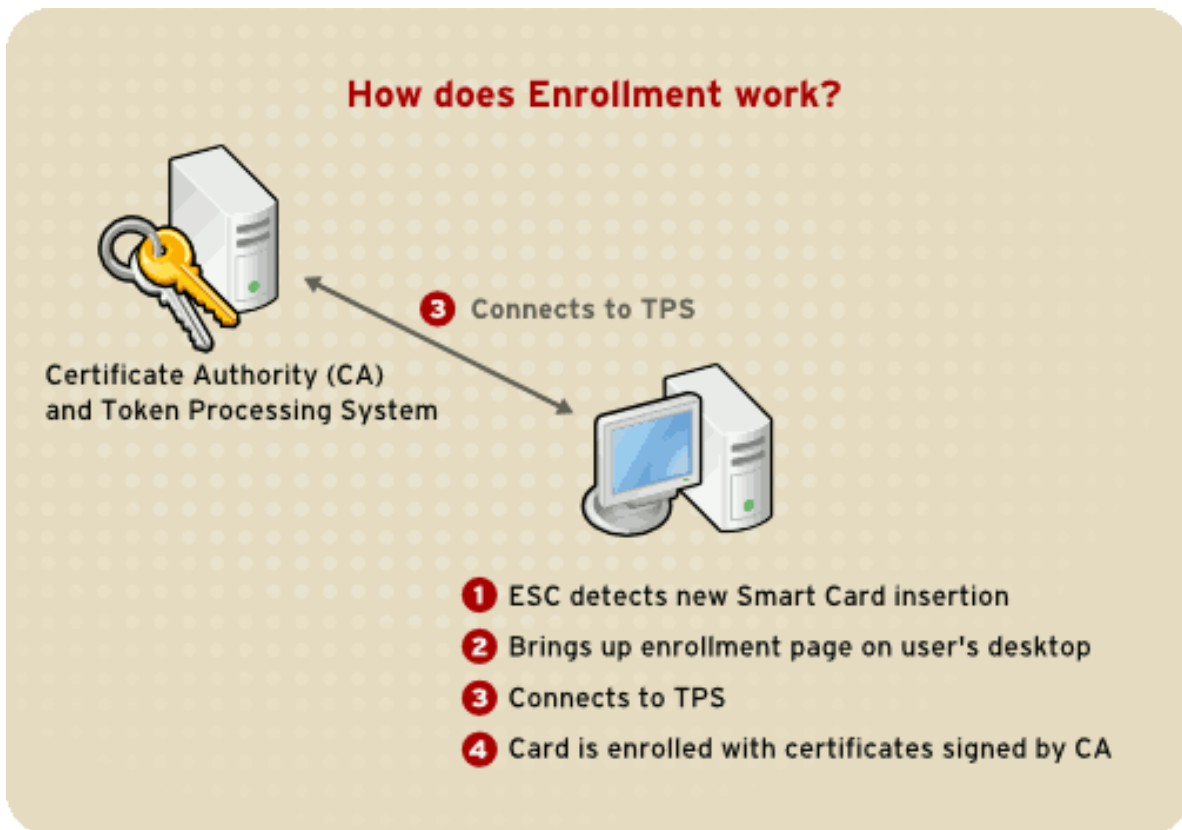 How does Enrollment work?
3 Connects to TPS
Certificate Authority (CA)
and Token Processing System
1 ESC detects new Smart Card insertion
2 Brings up enrollment page on user's desktop
3 Connects to TPS
4 Card is enrolled with certificates signed by CA